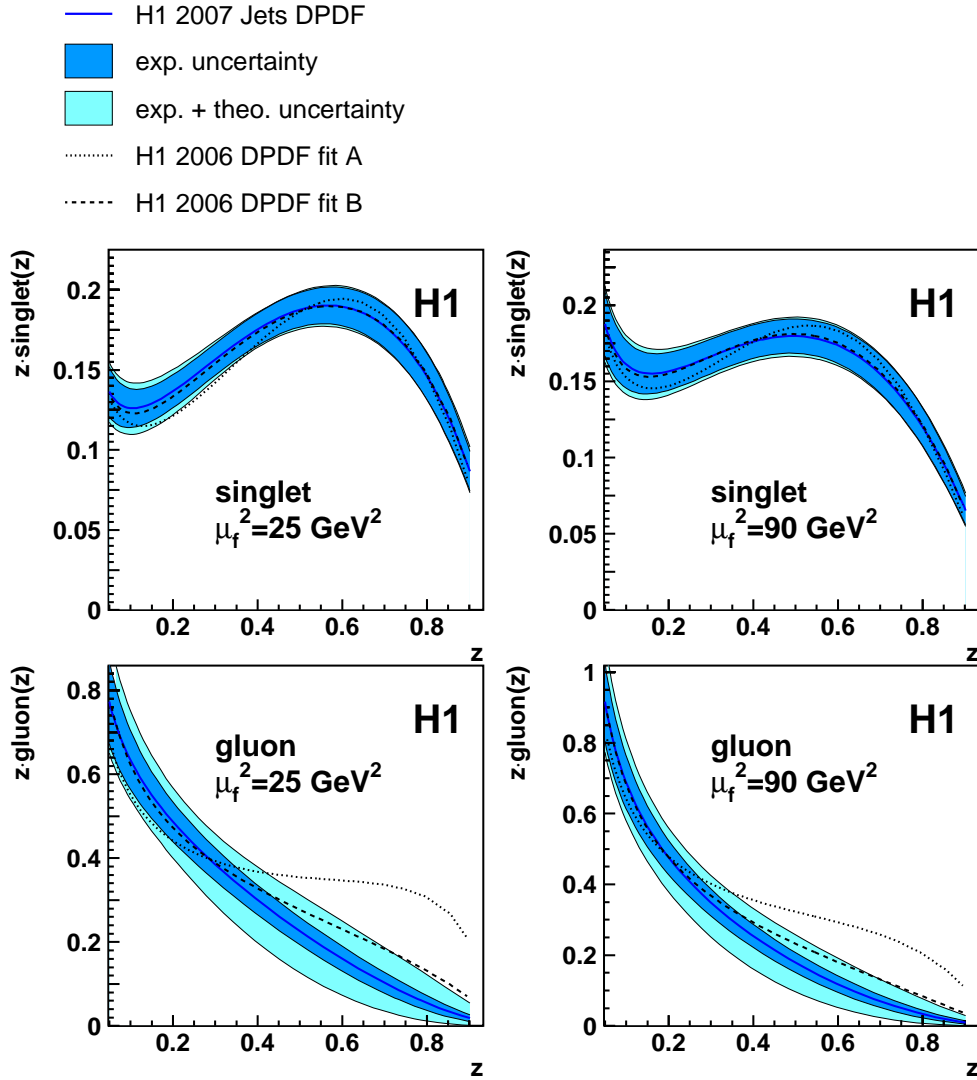 H1 2007 Jets DPDF
exp. uncertainty
exp. + theo. uncertainty
H1 2006 DPDF fit A
H1 2006 DPDF fit B
z·singlet(z)
0.2
0.15
0.1
0.05
0
H1
singlet
μf²=25 GeV²
0.2 0.4 0.6 0.8
z
z·singlet(z)
0.2
0.15
0.1
0.05
0
H1
singlet
μf²=90 GeV²
0.2 0.4 0.6 0.8
z
z·gluon(z)
0.8
0.6
0.4
0.2
0
H1
gluon
μf²=25 GeV²
0.2 0.4 0.6 0.8
z
z·gluon(z)
1
0.8
0.6
0.4
0.2
0
H1
gluon
μf²=90 GeV²
0.2 0.4 0.6 0.8
z